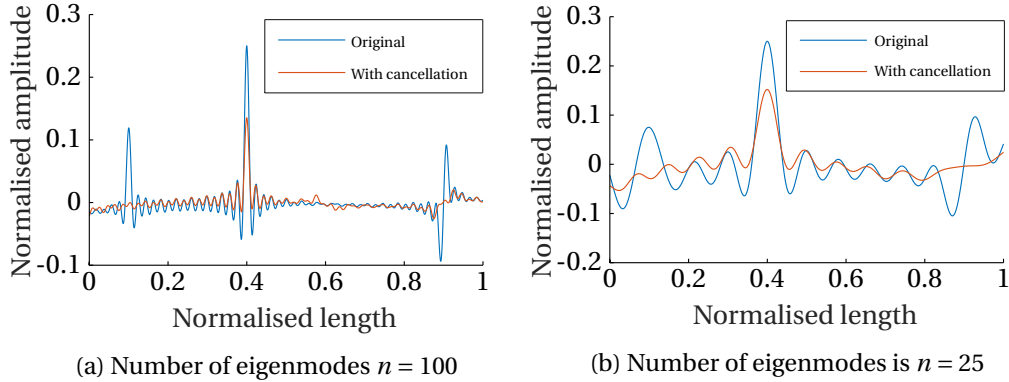 0.3
0.2
0.1
0
-0.1
Normalised amplitude
Original
With cancellation
0 0.2 0.4 0.6 0.8 1
Normalised length
(a) Number of eigenmodes n = 100
0.3
0.2
0.1
0
-0.1
-0.2
Normalised amplitude
Original
With cancellation
0 0.2 0.4 0.6 0.8 1
Normalised length
(b) Number of eigenmodes is n = 25